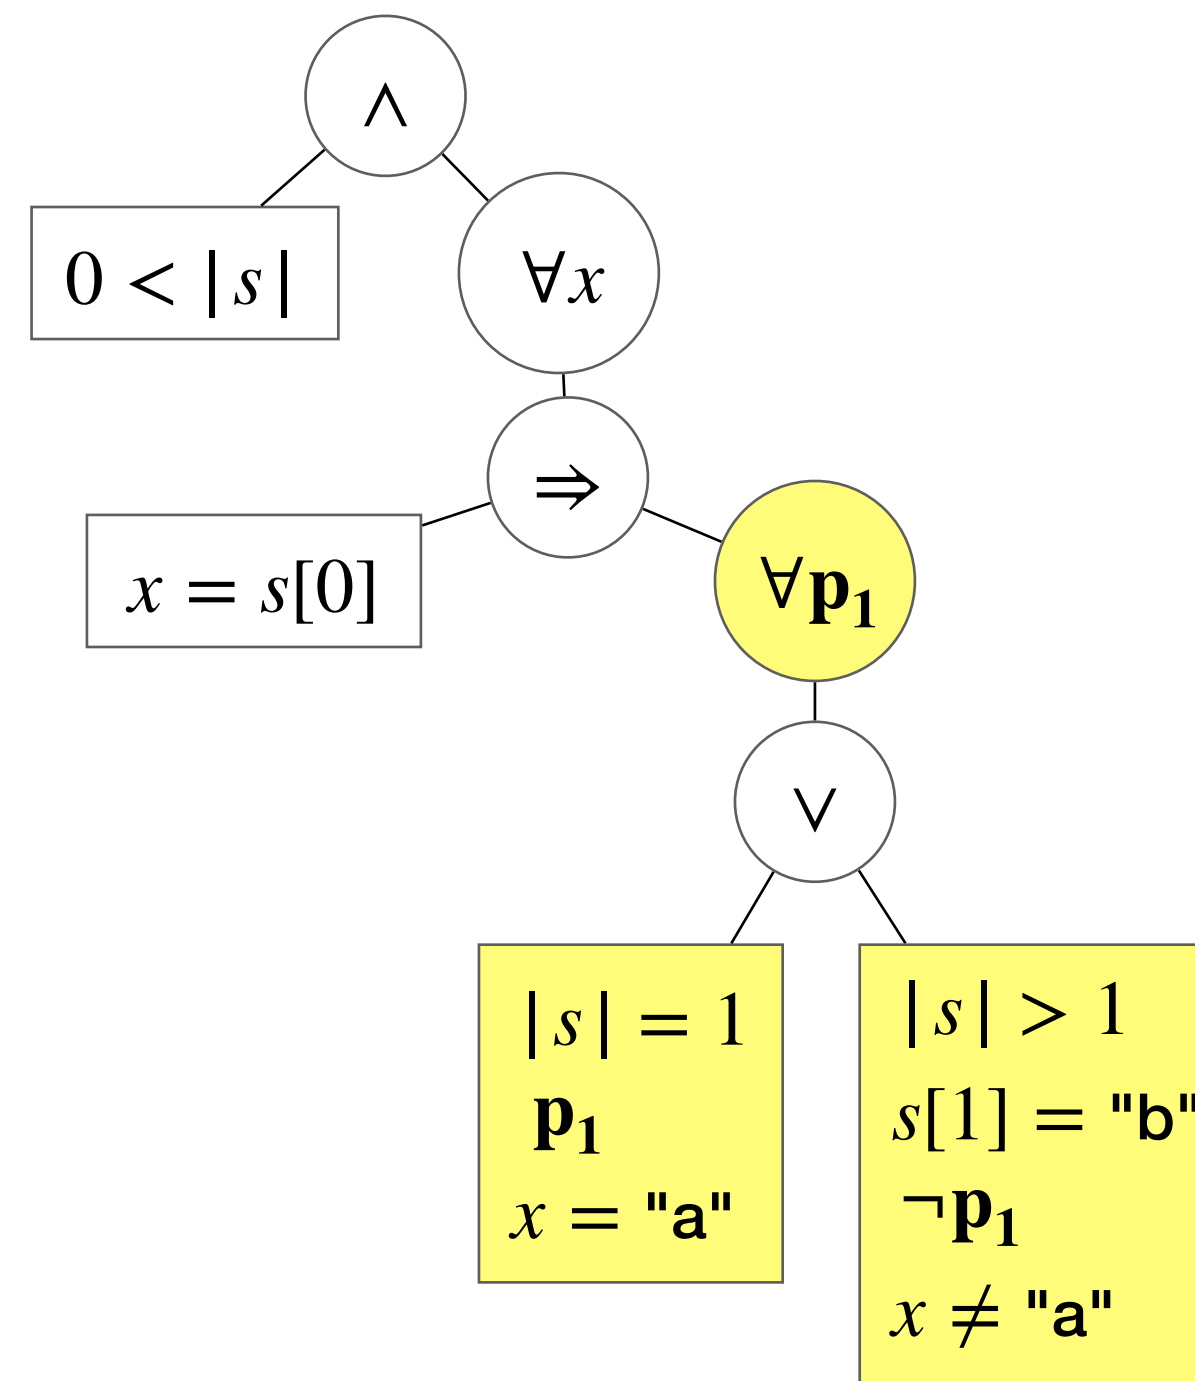 ∧
0 < |s|
∀x
⇒
x = s[0]
∀p₁
∨
|s| = 1
p₁
x = "a"
|s| > 1
s[1] = "b"
¬p₁
x ≠ "a"